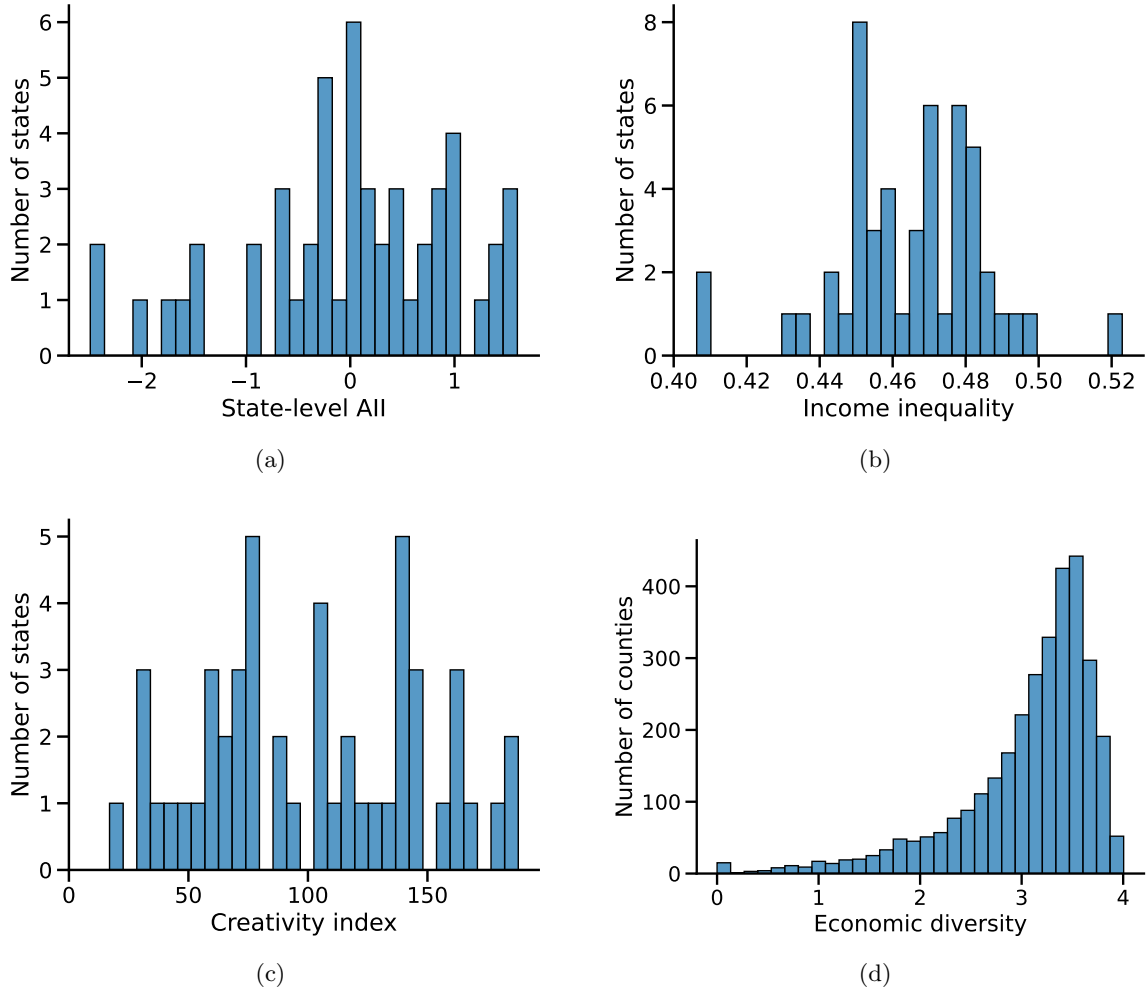 Number of states
6
5
4
3
2
1
0
−2 −1 0 1
State-level AII
(a)
Number of states
8
6
4
2
0
0.40 0.42 0.44 0.46 0.48 0.50 0.52
Income inequality
(b)
Number of states
5
4
3
2
1
0
0 50 100 150
Creativity index
(c)
Number of counties
400
300
200
100
0
0 1 2 3 4
Economic diversity
(d)